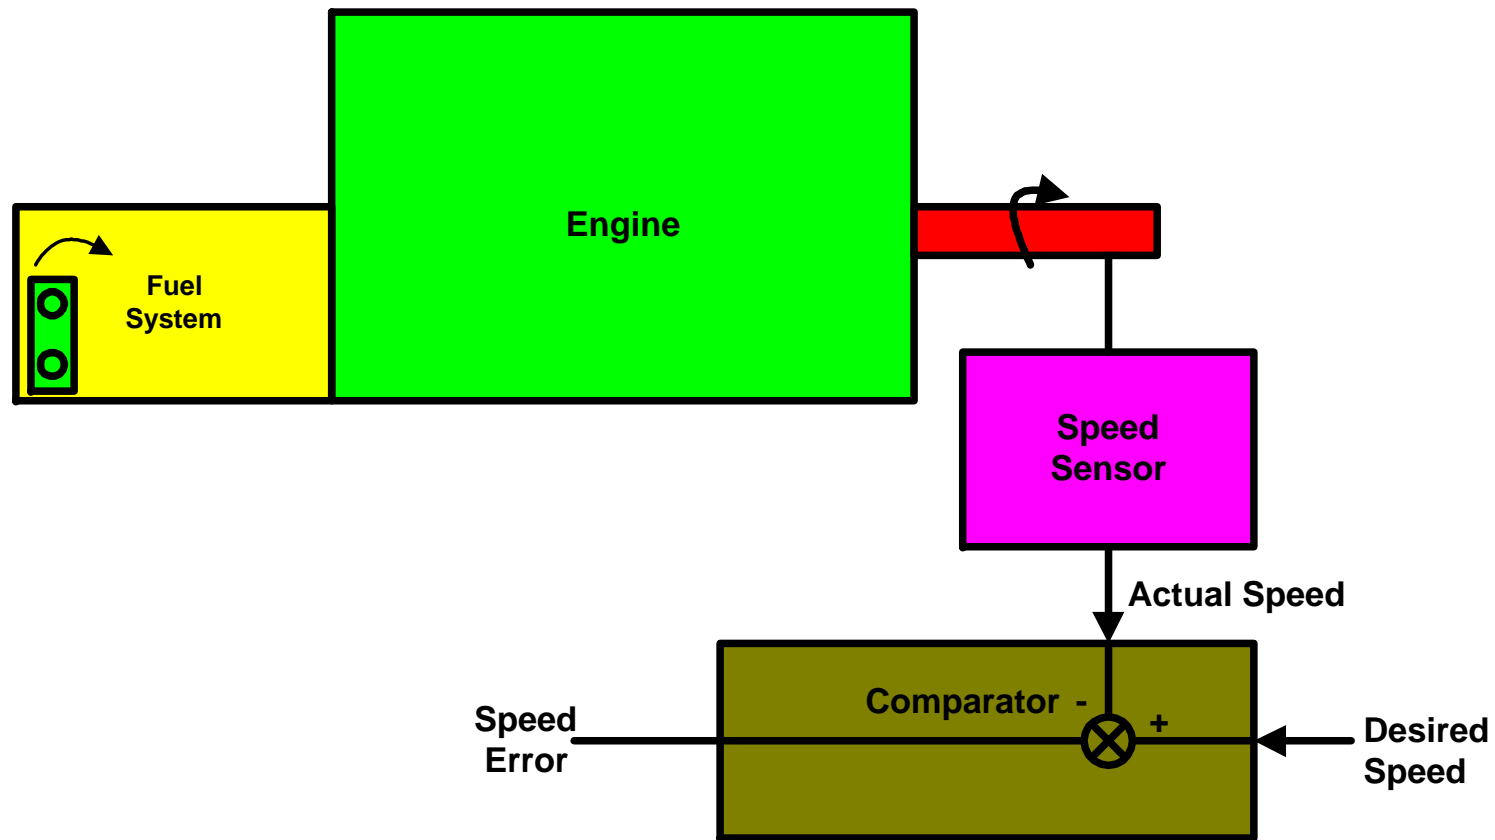 Engine
Fuel
System
Speed
Sensor
Actual Speed
Comparator -
+
Speed
Error
Desired
Speed